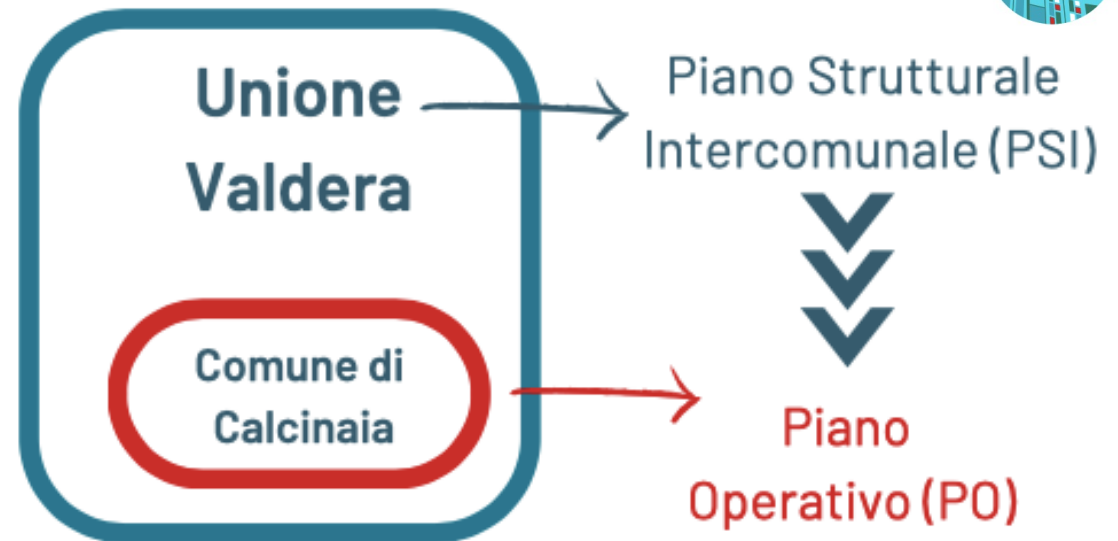 Unione
Valdera
Piano Strutturale
Intercomunale (PSI)
Comune di
Calcinaia
Piano
Operativo (PO)